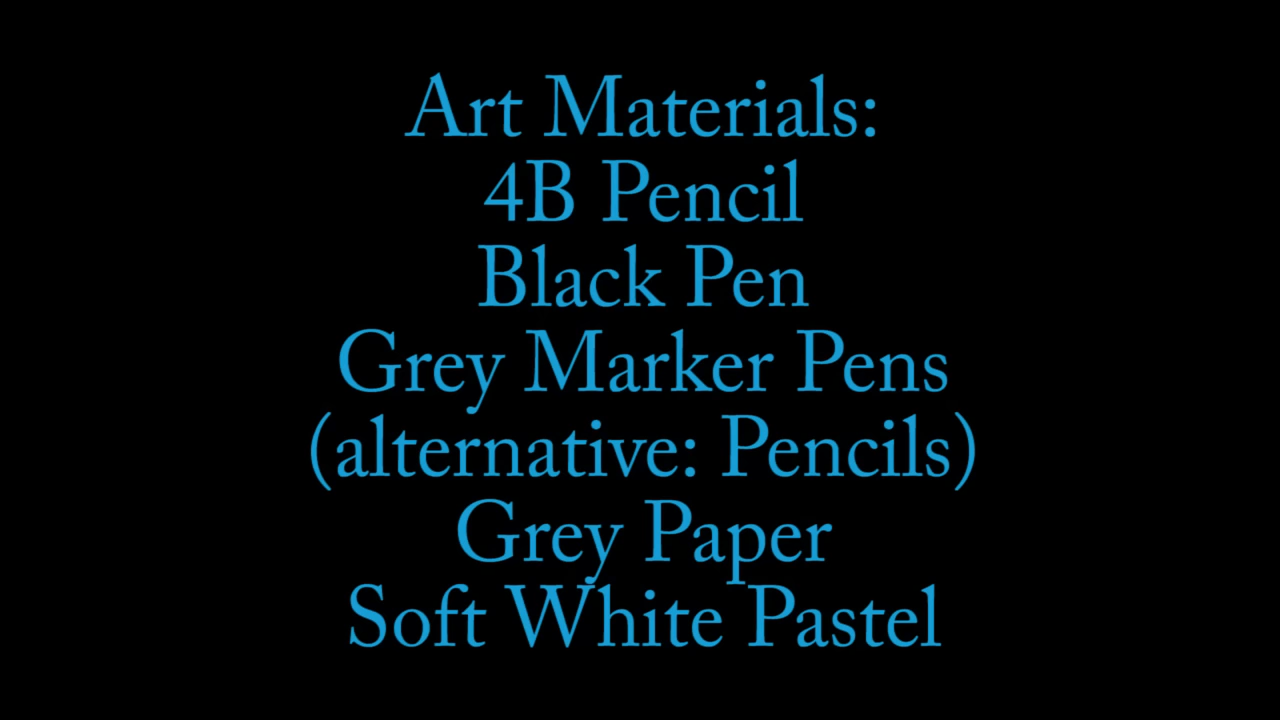 Art Materials:
4B Pencil
Black Pen
Grey Marker Pens
(alternative: Pencils)
Grey Paper
Soft White Pastel